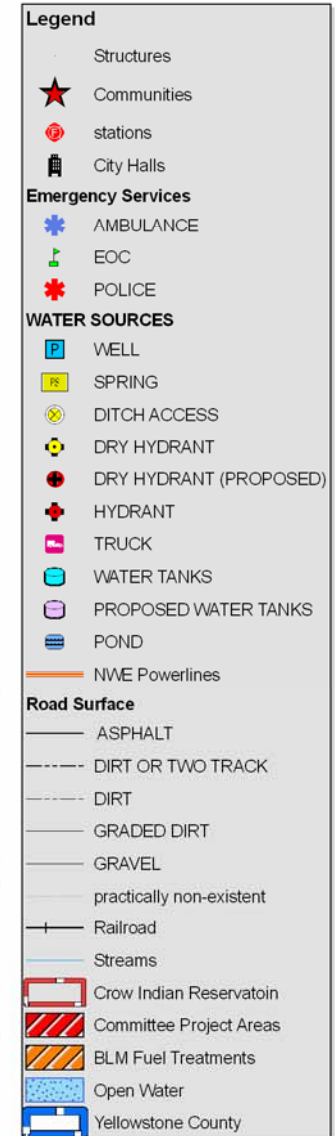 Legend
Structures
Communities
F stations
City Halls
Emergency Services
AMBULANCE
EOC
POLICE
WATER SOURCES
P WELL
PS SPRING
DITCH ACCESS
DRY HYDRANT
DRY HYDRANT (PROPOSED)
HYDRANT
TRUCK
WATER TANKS
PROPOSED WATER TANKS
POND
NWE Powerlines
Road Surface
ASPHALT
DIRT OR TWO TRACK
DIRT
GRADED DIRT
GRAVEL
practically non-existent
Railroad
Streams
Crow Indian Reservatoin
Committee Project Areas
BLM Fuel Treatments
Open Water
Yellowstone County